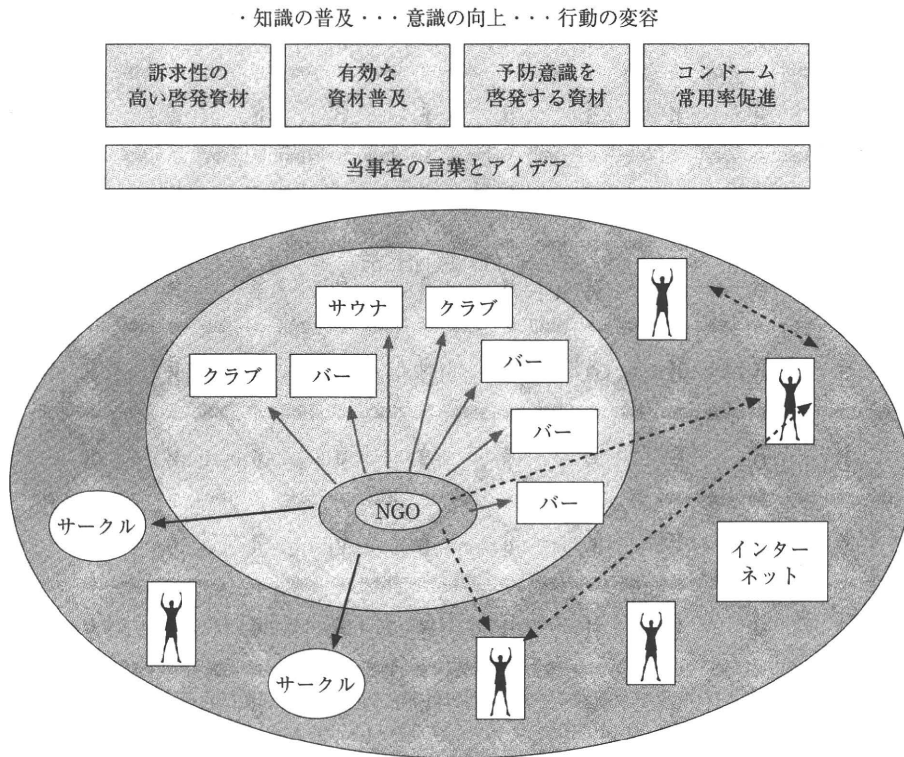 ・知識の普及・・・意識の向上・・・行動の変容
訴求性の
高い啓発資材
有効な
資材普及
予防意識を
啓発する資材
コンドーム
常用率促進
当事者の言葉とアイデア
サウナ
クラブ
クラブ
バー
バー
バー
バー
NGO
サークル
サークル
インター
ネット